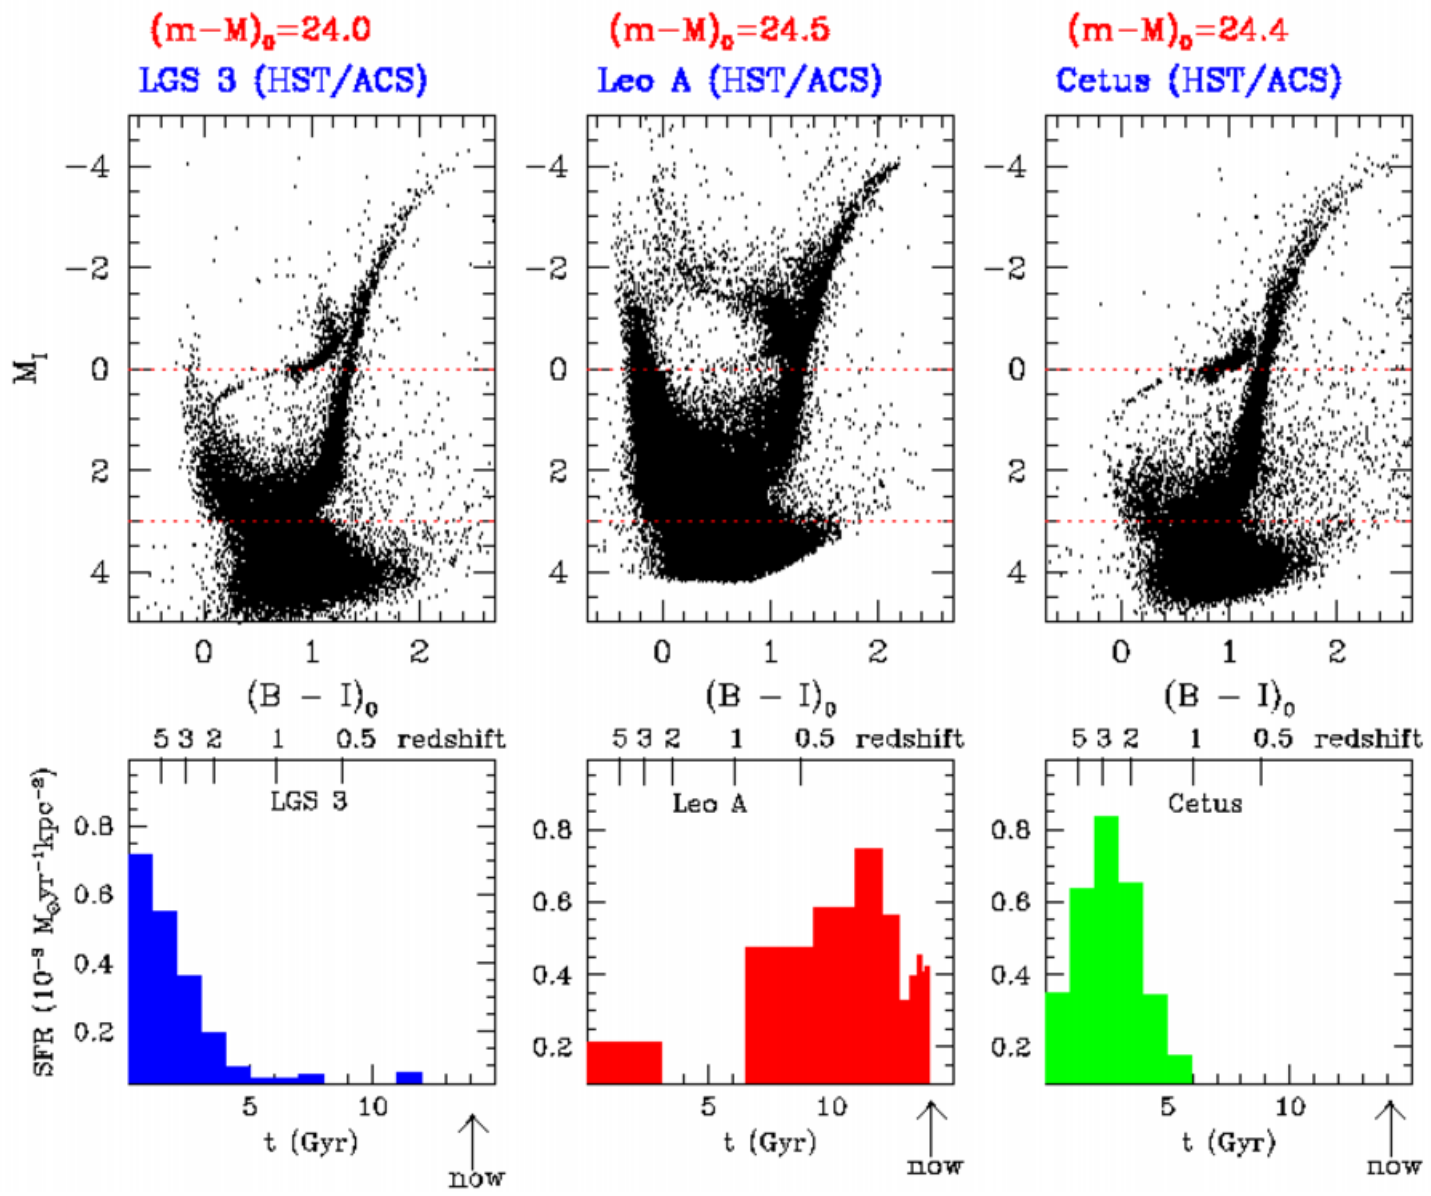 (m−M)₀=24.0 (m−M)₀=24.5 (m−M)₀=24.4
LGS 3 (HST/ACS) Leo A (HST/ACS) Cetus (HST/ACS)
M_I
−4 −4 −4
−2 −2 −2
0 0 0
2 2 2
4 4 4
0 1 2 0 1 2 0 1 2
(B − I)₀ (B − I)₀ (B − I)₀
5 3 2 1 0.5 redshift 5 3 2 1 0.5 redshift 5 3 2 1 0.5 redshift
LGS 3 Leo A Cetus
SFR (10⁻⁸ M⊙yr⁻¹kpc⁻²)
0.8 0.8 0.8
0.6 0.6 0.6
0.4 0.4 0.4
0.2 0.2 0.2
5 10 5 10 5 10
t (Gyr) t (Gyr) t (Gyr)
now now now